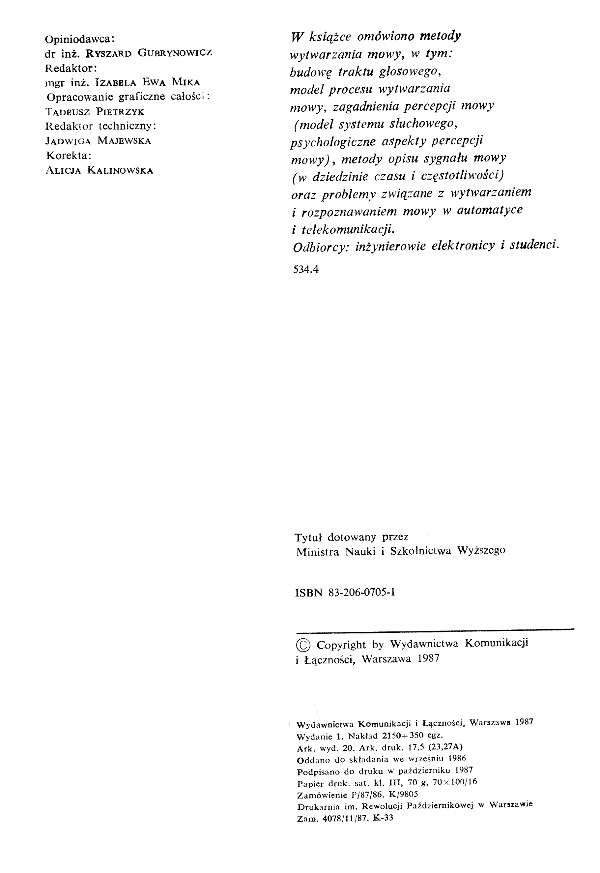 Opiniodawca:
dr inż. RYSZARD GUBRYNOWICZ
Redaktor:
mgr inż. IZABELA EWA MIKA
Opracowanie graficzne całości:
TADEUSZ PIETRZYK
Redaktor techniczny:
JADWIGA MAJEWSKA
Korekta:
ALICJA KALINOWSKA
W książce omówiono metody
wytwarzania mowy, w tym:
budowę traktu głosowego,
model procesu wytwarzania
mowy, zagadnienia percepcji mowy
(model systemu słuchowego,
psychologiczne aspekty percepcji
mowy), metody opisu sygnału mowy
(w dziedzinie czasu i częstotliwości)
oraz problemy związane z wytwarzaniem
i rozpoznawaniem mowy w automatyce
i telekomunikacji.
Odbiorcy: inżynierowie elektronicy i studenci.
534.4
Tytuł dotowany przez
Ministra Nauki i Szkolnictwa Wyższego
ISBN 83-206-0705-1
© Copyright by Wydawnictwa Komunikacji
i Łączności, Warszawa 1987
Wydawnictwa Komunikacji i Łączności, Warszawa 1987
Wydanie 1. Nakład 2150+350 egz.
Ark. wyd. 20. Ark. druk. 17,5 (23,27A)
Oddano do składania we wrześniu 1986
Podpisano do druku w październiku 1987
Papier druk. sat. kl. III, 70 g, 70×100/16
Zamówienie P/87/86. K/9805
Drukarnia im. Rewolucji Październikowej w Warszawie
Zam. 4078/11/87. K-33